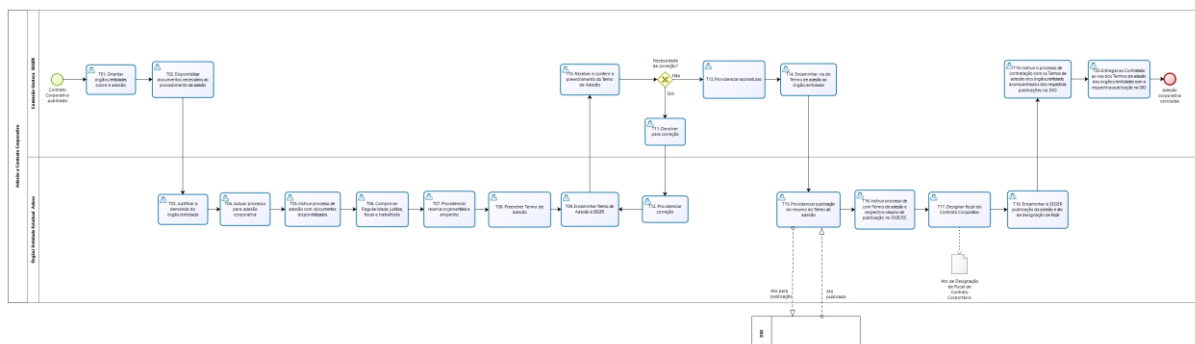 Adesão a Contrato Corporativo
Comissão Gestora SEGER
Órgão/ Entidade Estadual Adesa
Contrato
Corporativo
publicado
T01. Orientar
órgãos/entidades
sobre a adesão
T02. Disponibilizar
documentos necessários ao
procedimento de adesão
T03. Justificar a
demanda do
órgão/entidade
T04. Autuar processo
para adesão
corporativa
T05. Instruir processo de
adesão com documentos
disponibilizados
T06. Comprovar
Regularidade jurídica
fiscal e trabalhista
T07. Providenciar
reserva orçamentária e
empenho
T08. Preencher Termo de
Adesão
T09. Encaminhar Termo de
Adesão à SEGER
T10. Receber e conferir o
preenchimento do Termo
de Adesão
Necessidade
de correção?
Não
Sim
T11. Devolver
para correção
T12. Providenciar
correção
T13. Providenciar assinaturas
T14. Encaminhar via do
Termo de adesão ao
órgão/entidade
T15. Providenciar publicação
do resumo do Termo de
adesão
T16. Instruir processo de
com Termo de adesão e
respectivo resumo de
publicação no DIO/ES
T17. Designar fiscal do
Contrato Corporativo
T18. Encaminhar à SEGER
publicação da adesão e ato
de designação de fiscal
T19. Instruir o processo de
contratação com os Termos de
adesão dos órgãos/entidade,
acompanhados das respectivas
publicações no DIO
T20. Entregar ao Contratado
as vias dos Termos de adesão
dos órgãos/entidades com a
respectiva publicação no DIO
Adesão
corporativa
concluída
Ato para
publicação
Ato
publicado
Ato de Designação
de Fiscal de
Contrato
Corporativo
DIO